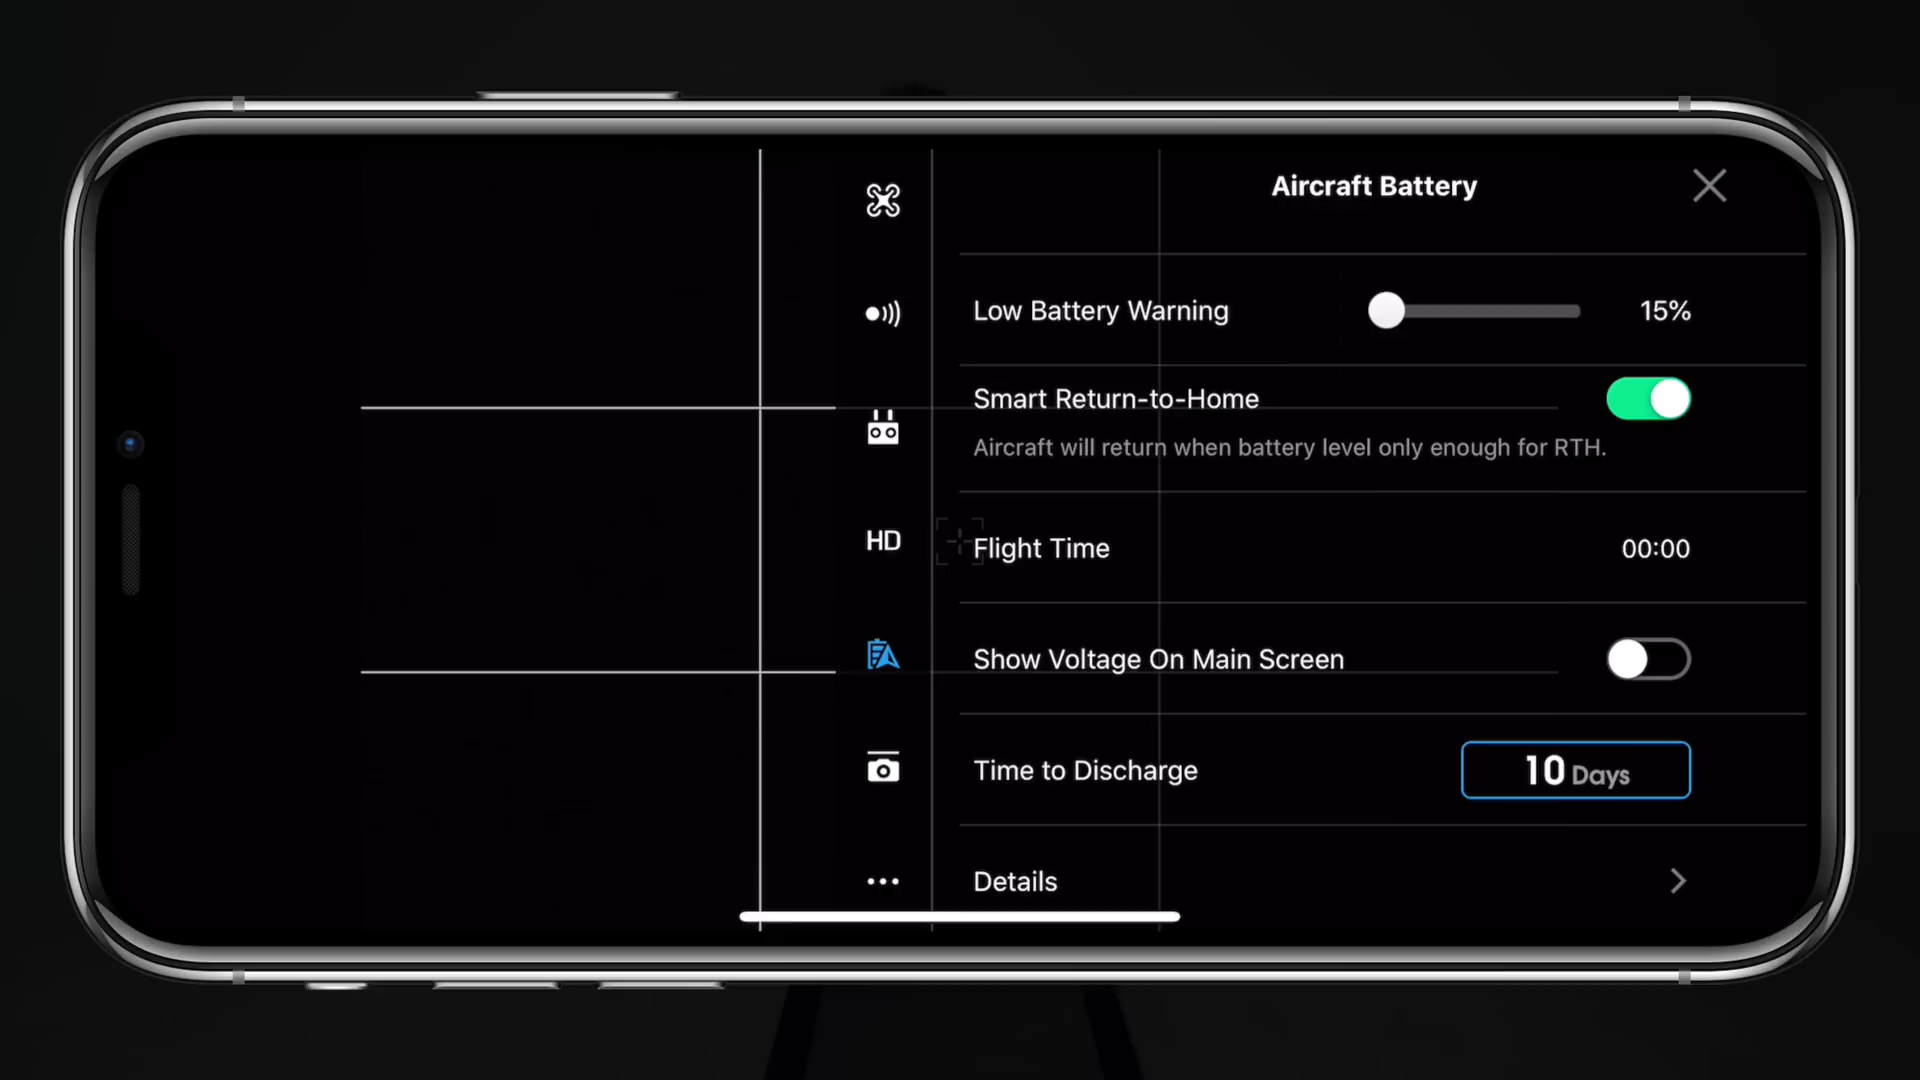 Aircraft Battery
Low Battery Warning 15%
Smart Return-to-Home
Aircraft will return when battery level only enough for RTH.
HD
Flight Time 00:00
Show Voltage On Main Screen
Time to Discharge 10 Days
Details